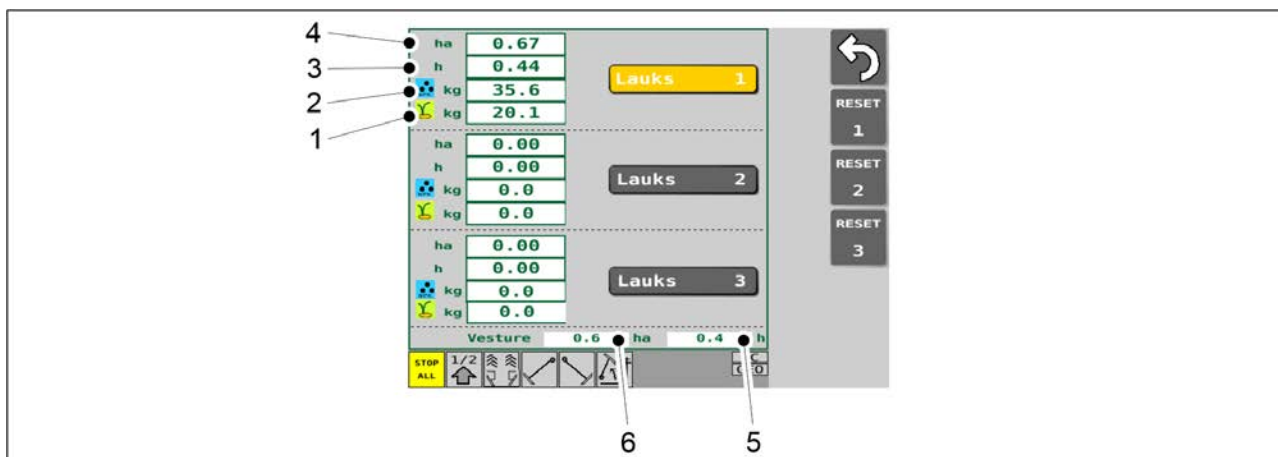 4 ha 0.67
3 h 0.44
2 kg 35.6
1 kg 20.1
Lauks 1
ha 0.00
h 0.00
kg 0.0
kg 0.0
Lauks 2
ha 0.00
h 0.00
kg 0.0
kg 0.0
Lauks 3
Vesture 0.6 ha 0.4 h
STOP
ALL
1/2
6 5
RESET
1
RESET
2
RESET
3